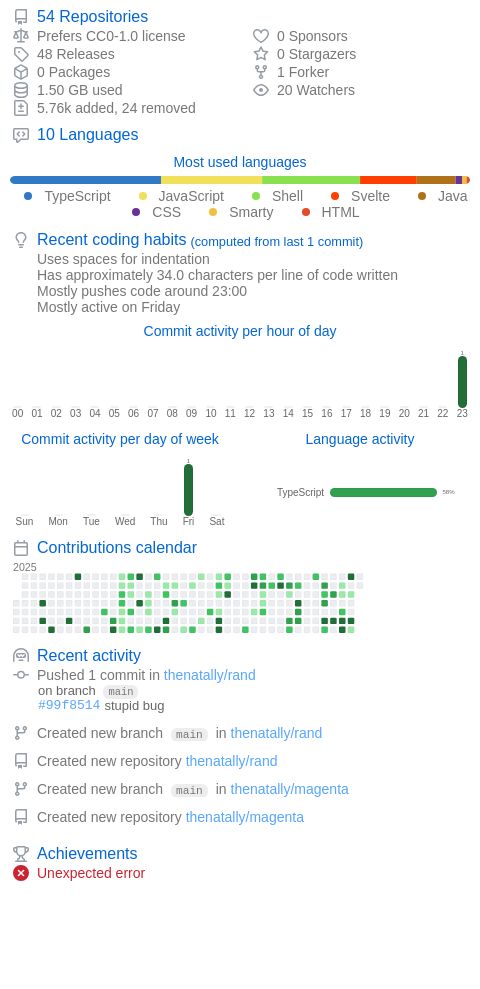 54 Repositories
Prefers CC0-1.0 license
0 Sponsors
48 Releases
0 Stargazers
0 Packages
1 Forker
1.50 GB used
20 Watchers
5.76k added, 24 removed
10 Languages
Most used languages
TypeScript JavaScript Shell Svelte Java
CSS Smarty HTML
Recent coding habits (computed from last 1 commit)
Uses spaces for indentation
Has approximately 34.0 characters per line of code written
Mostly pushes code around 23:00
Mostly active on Friday
Commit activity per hour of day
1
00 01 02 03 04 05 06 07 08 09 10 11 12 13 14 15 16 17 18 19 20 21 22 23
Commit activity per day of week
1
Sun Mon Tue Wed Thu Fri Sat
Language activity
TypeScript 58%
Contributions calendar
2025
Recent activity
Pushed 1 commit in thenatally/rand
on branch main
#99f8514 stupid bug
Created new branch main in thenatally/rand
Created new repository thenatally/rand
Created new branch main in thenatally/magenta
Created new repository thenatally/magenta
Achievements
Unexpected error